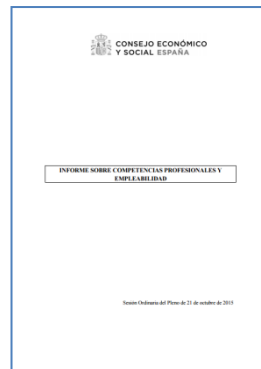 CONSEJO ECONÓMICO
Y SOCIAL ESPAÑA
INFORME SOBRE COMPETENCIAS PROFESIONALES Y
EMPLEABILIDAD
Sesión Ordinaria del Pleno de 21 de octubre de 2015